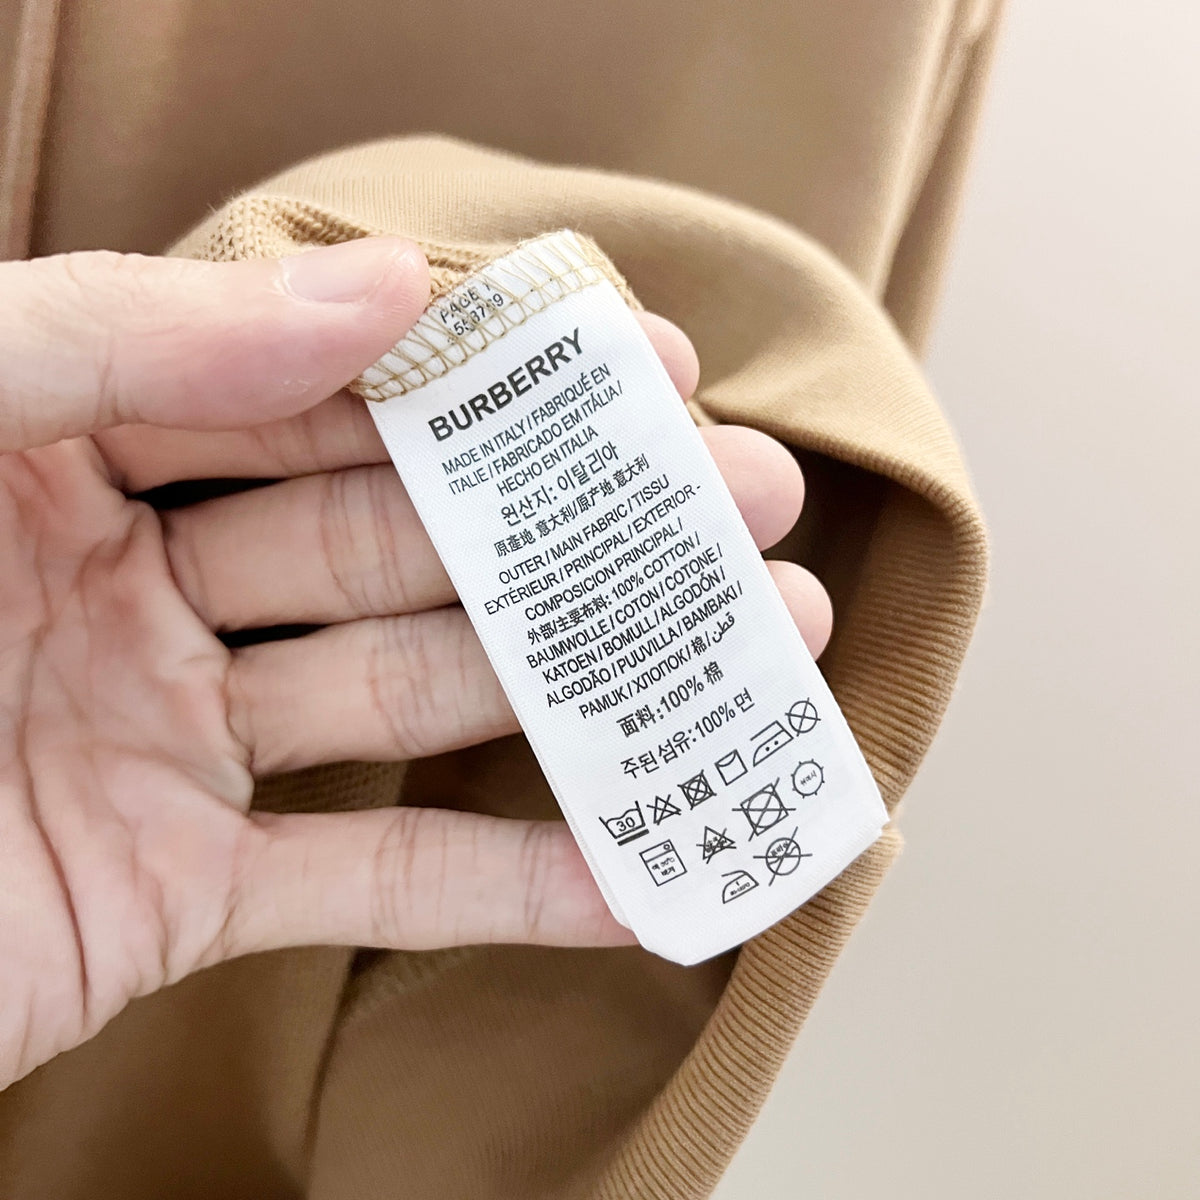 PAGE 1
BURBERRY
MADE IN ITALY / FABRIQUÉ EN
ITALIE / FABRICADO EM ITÁLIA /
HECHO EN ITALIA
원산지: 이탈리아
原產地 意大利/原产地 意大利
OUTER / MAIN FABRIC / TISSU
EXTÉRIEUR / PRINCIPAL / EXTERIOR -
COMPOSICION PRINCIPAL /
外部/主要布料: 100% COTTON /
BAUMWOLLE / COTON / COTONE /
KATOEN / BOMULL / ALGODÓN /
ALGODÃO / PUUVILLA / BAMBAKI /
PAMUK / ХЛОПОК / 棉 / قطن
面料: 100% 棉
주된섬유:100% 면
30